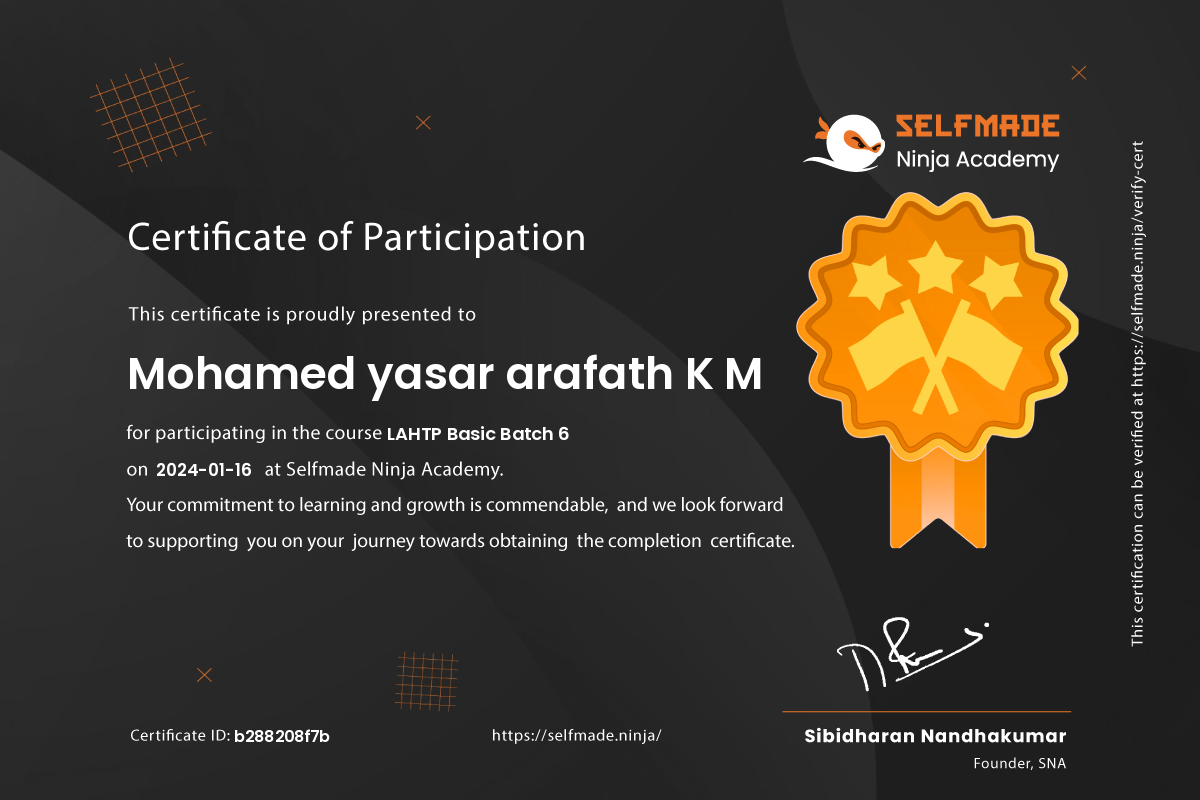 SELFMADE
Ninja Academy
Certificate of Participation
This certificate is proudly presented to
Mohamed yasar arafath K M
for participating in the course LAHTP Basic Batch 6
on 2024-01-16 at Selfmade Ninja Academy.
Your commitment to learning and growth is commendable, and we look forward
to supporting you on your journey towards obtaining the completion certificate.
This certification can be verified at https://selfmade.ninja/verify-cert
Certificate ID: b288208f7b
https://selfmade.ninja/
Sibidharan Nandhakumar
Founder, SNA